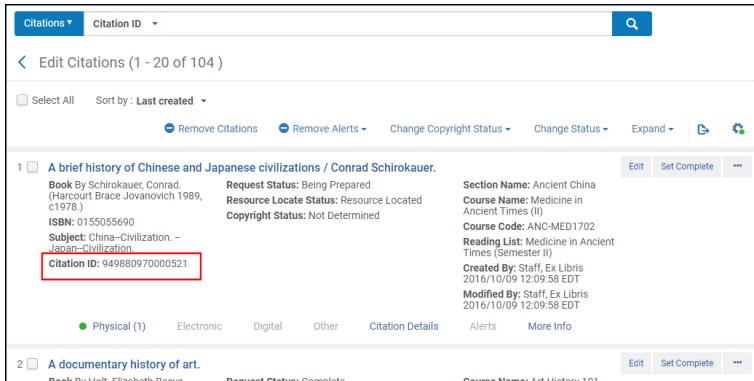 Citations Citation ID
Edit Citations (1 - 20 of 104 )
Select All Sort by : Last created
Remove Citations Remove Alerts Change Copyright Status Change Status Expand
1 A brief history of Chinese and Japanese civilizations / Conrad Schirokauer. Edit Set Complete ...
Book By Schirokauer, Conrad.
(Harcourt Brace Jovanovich 1989,
c1978.)
ISBN: 0155055690
Subject: China--Civilization. –
Japan--Civilization.
Citation ID: 949880970000521
Request Status: Being Prepared
Resource Locate Status: Resource Located
Copyright Status: Not Determined
Section Name: Ancient China
Course Name: Medicine in
Ancient Times (II)
Course Code: ANC-MED1702
Reading List: Medicine in Ancient
Times (Semester II)
Created By: Staff, Ex Libris
2016/10/09 12:09:58 EDT
Modified By: Staff, Ex Libris
2016/10/09 12:09:58 EDT
Physical (1) Electronic Digital Other Citation Details Alerts More Info
2 A documentary history of art. Edit Set Complete ...